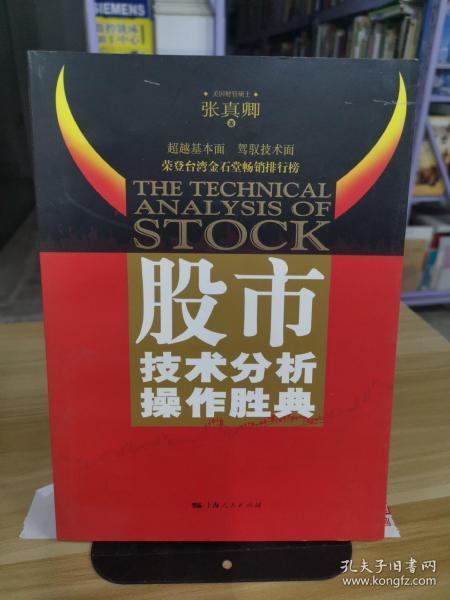 SIEMENS
美国财管硕士
张真卿
著
超越基本面 驾驭技术面
荣登台湾金石堂畅销排行榜
THE TECHNICAL
ANALYSIS OF
STOCK
股市
技术分析
操作胜典
上海人民出版社
孔夫子旧书网
www.kongfz.com